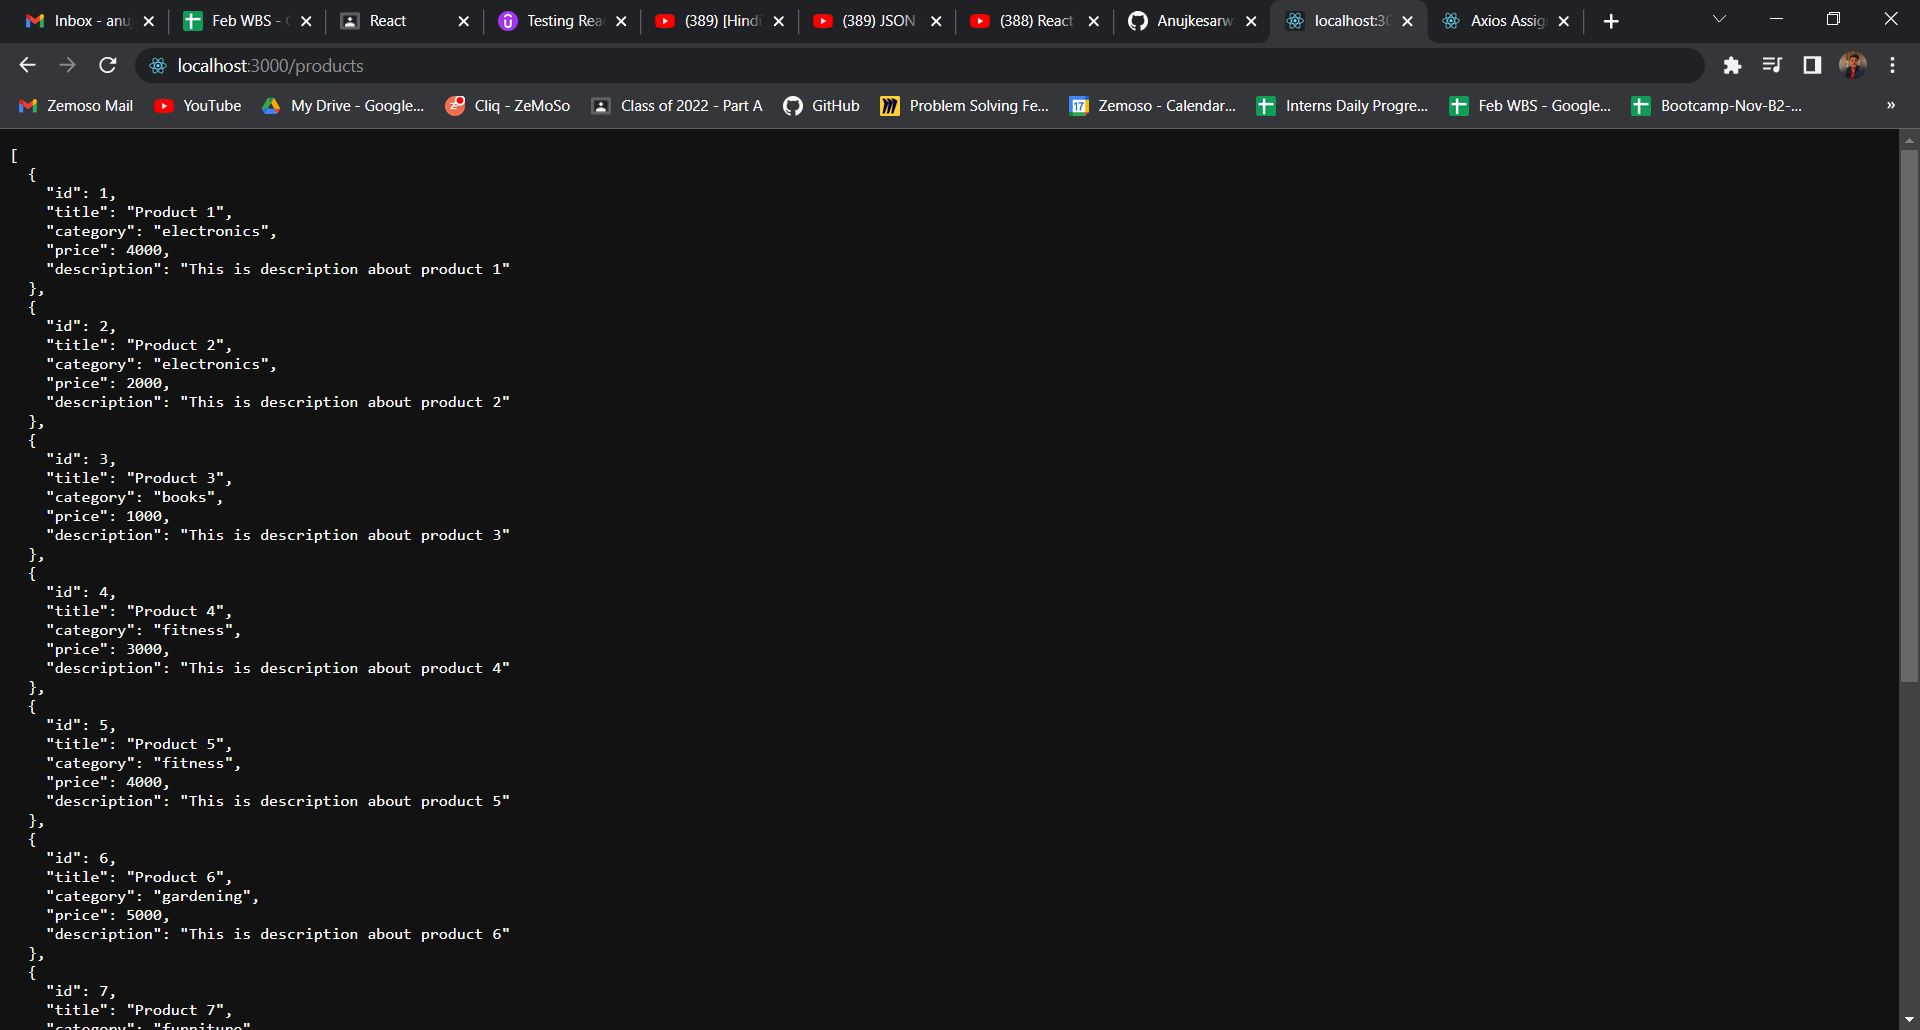 Inbox - anu
Feb WBS -
React
Testing Rea
(389) [Hindi
(389) JSON
(388) React
Anujkesarw
localhost:30
Axios Assig
localhost:3000/products
Zemoso Mail
YouTube
My Drive - Google...
Cliq - ZeMoSo
Class of 2022 - Part A
GitHub
Problem Solving Fe...
17
Zemoso - Calendar...
Interns Daily Progre...
Feb WBS - Google...
Bootcamp-Nov-B2-...
»
[
{
"id": 1,
"title": "Product 1",
"category": "electronics",
"price": 4000,
"description": "This is description about product 1"
},
{
"id": 2,
"title": "Product 2",
"category": "electronics",
"price": 2000,
"description": "This is description about product 2"
},
{
"id": 3,
"title": "Product 3",
"category": "books",
"price": 1000,
"description": "This is description about product 3"
},
{
"id": 4,
"title": "Product 4",
"category": "fitness",
"price": 3000,
"description": "This is description about product 4"
},
{
"id": 5,
"title": "Product 5",
"category": "fitness",
"price": 4000,
"description": "This is description about product 5"
},
{
"id": 6,
"title": "Product 6",
"category": "gardening",
"price": 5000,
"description": "This is description about product 6"
},
{
"id": 7,
"title": "Product 7",
"category": "furniture"